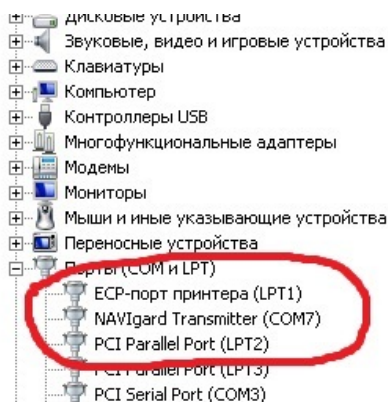 Дисковые устройства
Звуковые, видео и игровые устройства
Клавиатуры
Компьютер
Контроллеры USB
Многофункциональные адаптеры
Модемы
Мониторы
Мыши и иные указывающие устройства
Переносные устройства
Порты (COM и LPT)
ECP-порт принтера (LPT1)
NAVIgard Transmitter (COM7)
PCI Parallel Port (LPT2)
PCI Parallel Port (LPT3)
PCI Serial Port (COM3)